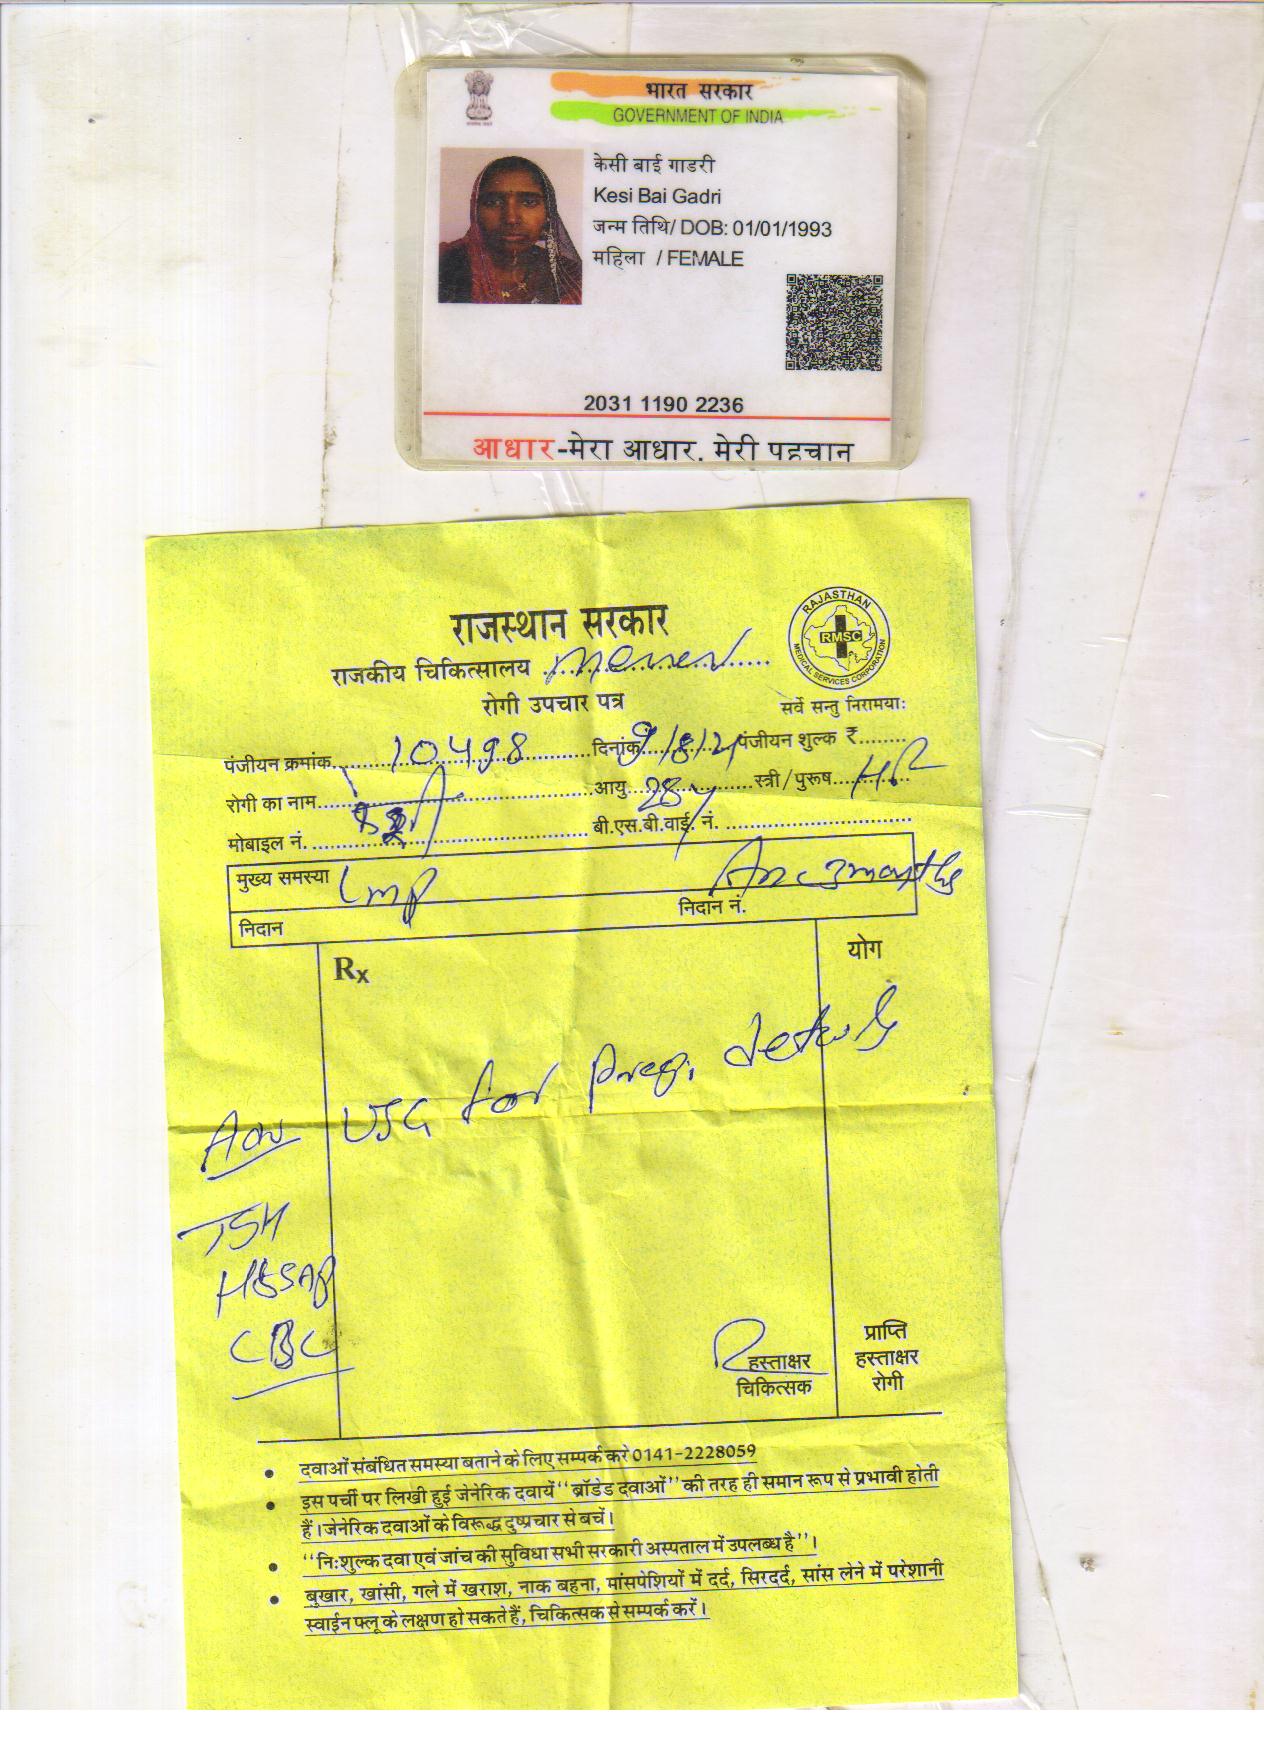 भारत सरकार
GOVERNMENT OF INDIA
केसी बाई गाडरी
Kesi Bai Gadri
जन्म तिथि/ DOB: 01/01/1993
महिला / FEMALE
2031 1190 2236
आधार-मेरा आधार, मेरी पहचान
राजस्थान सरकार
RAJASTHAN
RMSC
MEDICAL SERVICES CORPORATION
राजकीय चिकित्सालय
रोगी उपचार पत्र
सर्वे सन्तु निरामया:
पंजीयन क्रमांक 10498 दिनांक 9/8/21 पंजीयन शुल्क ₹
रोगी का नाम आयु 28y स्त्री/पुरूष
मोबाइल नं. बी.एस.बी.वाई. नं.
मुख्य समस्या LMP Anc 3 months
निदान निदान नं.
Rx योग
Adv USG for Preg. details
TSH
HBSAg
CBC
हस्ताक्षर
चिकित्सक
प्राप्ति
हस्ताक्षर
रोगी
• दवाओं संबंधित समस्या बताने के लिए सम्पर्क करे 0141-2228059
• इस पर्ची पर लिखी हुई जेनेरिक दवायें "ब्रॉडेड दवाओं" की तरह ही समान रूप से प्रभावी होती
हैं। जेनेरिक दवाओं के विरूद्ध दुष्प्रचार से बचें।
• "नि:शुल्क दवा एवं जांच की सुविधा सभी सरकारी अस्पताल में उपलब्ध है"।
• बुखार, खांसी, गले में खराश, नाक बहना, मांसपेशियों में दर्द, सिरदर्द, सांस लेने में परेशानी
स्वाईन फ्लू के लक्षण हो सकते हैं, चिकित्सक से सम्पर्क करें।